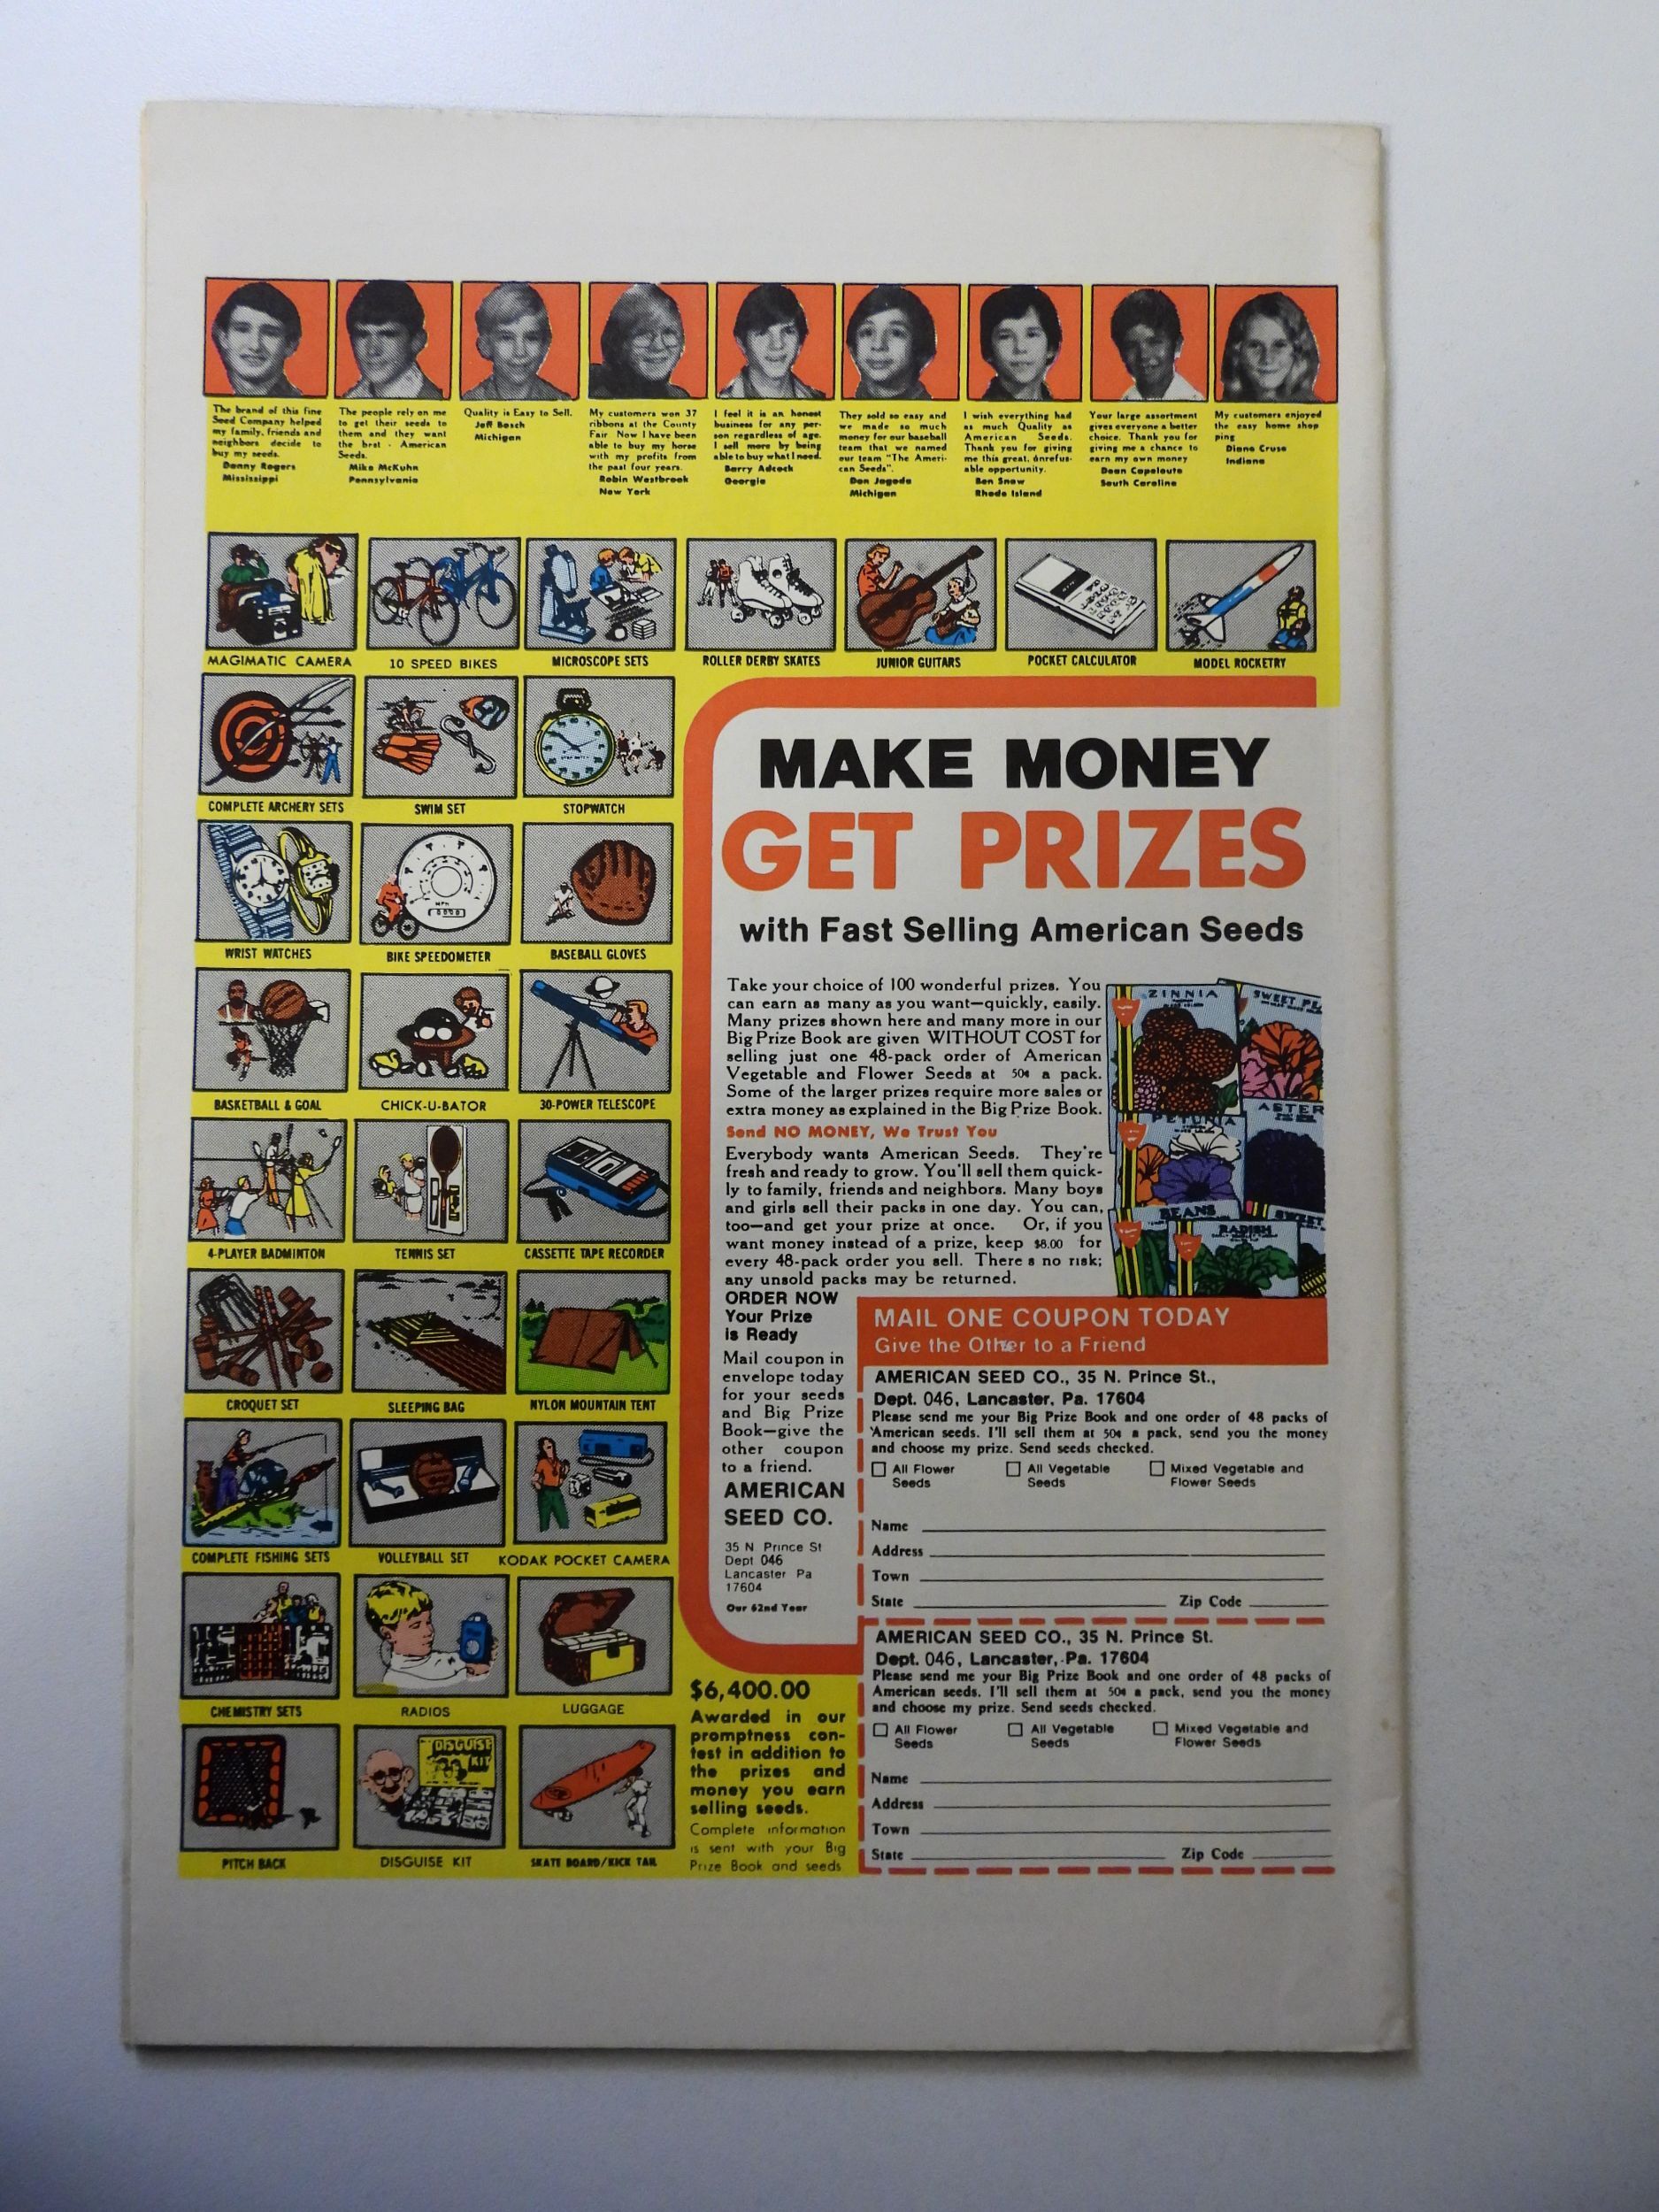 The brand of this fine
Seed Company helped
my family, friends and
neighbors decide to
buy my seeds.
Danny Rogers
Mississippi
The people rely on me
to get their seeds to
them and they want
the best - American
Seeds.
Mike McKuhn
Pennsylvania
Quality is Easy to Sell.
Jeff Bosch
Michigan
My customers won 37
ribbons at the County
Fair Now I have been
able to buy my horse
with my profits from
the past four years.
Robin Westbrook
New York
I feel it is an honest
business for any per-
son regardless of age.
I sell more by being
able to buy what I need.
Barry Adcock
Georgia
They sold so easy and
we made so much
money for our baseball
team that we named
our team "The Ameri-
can Seeds".
Don Jagoda
Michigan
I wish everything had
as much Quality as
American Seeds.
Thank you for giving
me this great, únrefus-
able opportunity.
Ben Snow
Rhode Island
Your large assortment
gives everyone a better
choice. Thank you for
giving me a chance to
earn my own money
Dean Capeloute
South Carolina
My customers enjoyed
the easy home shop
ping
Diane Cruse
Indiana
MAGIMATIC CAMERA
10 SPEED BIKES
MICROSCOPE SETS
ROLLER DERBY SKATES
JUNIOR GUITARS
POCKET CALCULATOR
MODEL ROCKETRY
COMPLETE ARCHERY SETS
SWIM SET
STOPWATCH
WRIST WATCHES
MPH
BIKE SPEEDOMETER
BASEBALL GLOVES
BASKETBALL & GOAL
CHICK-U-BATOR
30-POWER TELESCOPE
4-PLAYER BADMINTON
TENNIS SET
CASSETTE TAPE RECORDER
CROQUET SET
SLEEPING BAG
NYLON MOUNTAIN TENT
COMPLETE FISHING SETS
VOLLEYBALL SET
KODAK POCKET CAMERA
CHEMISTRY SETS
RADIOS
LUGGAGE
PITCH BACK
DISGUISE
KIT
DISGUISE KIT
SKATE BOARD/KICK TAIL
MAKE MONEY
GET PRIZES
with Fast Selling American Seeds
Take your choice of 100 wonderful prizes. You
can earn as many as you want—quickly, easily.
Many prizes shown here and many more in our
Big Prize Book are given WITHOUT COST for
selling just one 48-pack order of American
Vegetable and Flower Seeds at 50¢ a pack.
Some of the larger prizes require more sales or
extra money as explained in the Big Prize Book.
Send NO MONEY, We Trust You
Everybody wants American Seeds. They're
fresh and ready to grow. You'll sell them quick-
ly to family, friends and neighbors. Many boys
and girls sell their packs in one day. You can,
too—and get your prize at once. Or, if you
want money instead of a prize, keep $8.00 for
every 48-pack order you sell. There s no risk;
any unsold packs may be returned.
ZINNIA
SWEET PE
PETUNIA
ASTER
BEANS
RADISH
SWEET
ORDER NOW
Your Prize
is Ready
Mail coupon in
envelope today
for your seeds
and Big Prize
Book—give the
other coupon
to a friend.
AMERICAN
SEED CO.
35 N Prince St
Dept 046
Lancaster Pa
17604
Our 62nd Year
$6,400.00
Awarded in our
promptness con-
test in addition to
the prizes and
money you earn
selling seeds.
Complete information
is sent with your Big
Prize Book and seeds
MAIL ONE COUPON TODAY
Give the Other to a Friend
AMERICAN SEED CO., 35 N. Prince St.,
Dept. 046, Lancaster, Pa. 17604
Please send me your Big Prize Book and one order of 48 packs of
American seeds. I'll sell them at 50¢ a pack, send you the money
and choose my prize. Send seeds checked.
All Flower
Seeds
All Vegetable
Seeds
Mixed Vegetable and
Flower Seeds
Name
Address
Town
State Zip Code
AMERICAN SEED CO., 35 N. Prince St.
Dept. 046, Lancaster, Pa. 17604
Please send me your Big Prize Book and one order of 48 packs of
American seeds. I'll sell them at 50¢ a pack, send you the money
and choose my prize. Send seeds checked.
All Flower
Seeds
All Vegetable
Seeds
Mixed Vegetable and
Flower Seeds
Name
Address
Town
State Zip Code